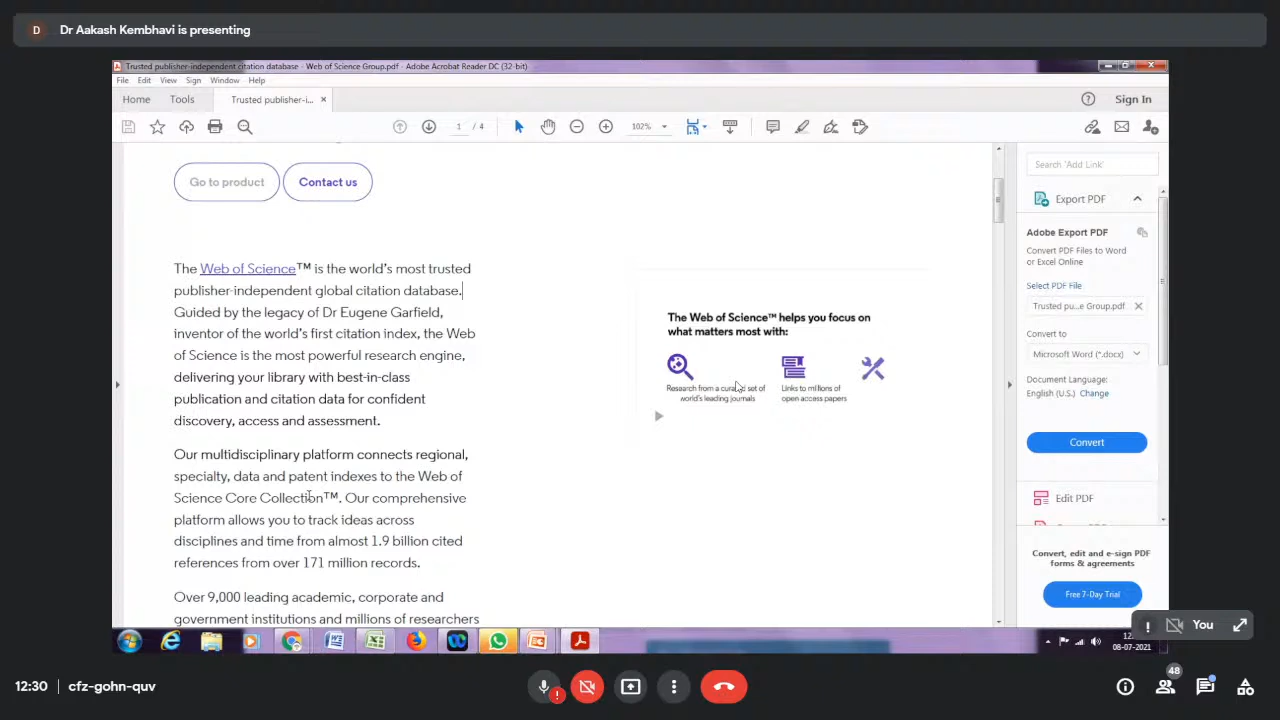 D Dr Aakash Kembhavi is presenting
Trusted publisher-independent citation database - Web of Science Group.pdf - Adobe Acrobat Reader DC (32-bit)
File Edit View Sign Window Help
Home Tools Trusted publisher-i... × Sign In
1 / 4 102%
Go to product Contact us
The Web of Science™ is the world's most trusted
publisher-independent global citation database.
Guided by the legacy of Dr Eugene Garfield,
inventor of the world's first citation index, the Web
of Science is the most powerful research engine,
delivering your library with best-in-class
publication and citation data for confident
discovery, access and assessment.
Our multidisciplinary platform connects regional,
specialty, data and patent indexes to the Web of
Science Core Collection™. Our comprehensive
platform allows you to track ideas across
disciplines and time from almost 1.9 billion cited
references from over 171 million records.
Over 9,000 leading academic, corporate and
government institutions and millions of researchers
The Web of Science™ helps you focus on
what matters most with:
Research from a curated set of
world's leading journals
Links to millions of
open access papers
Search 'Add Link'
Export PDF
Adobe Export PDF
Convert PDF Files to Word
or Excel Online
Select PDF File
Trusted pu...e Group.pdf ×
Convert to
Microsoft Word (*.docx)
Document Language:
English (U.S.) Change
Convert
Edit PDF
Convert, edit and e-sign PDF
forms & agreements
Free 7-Day Trial
You
12
08-07-2021
12:30 | cfz-gohn-quv
48